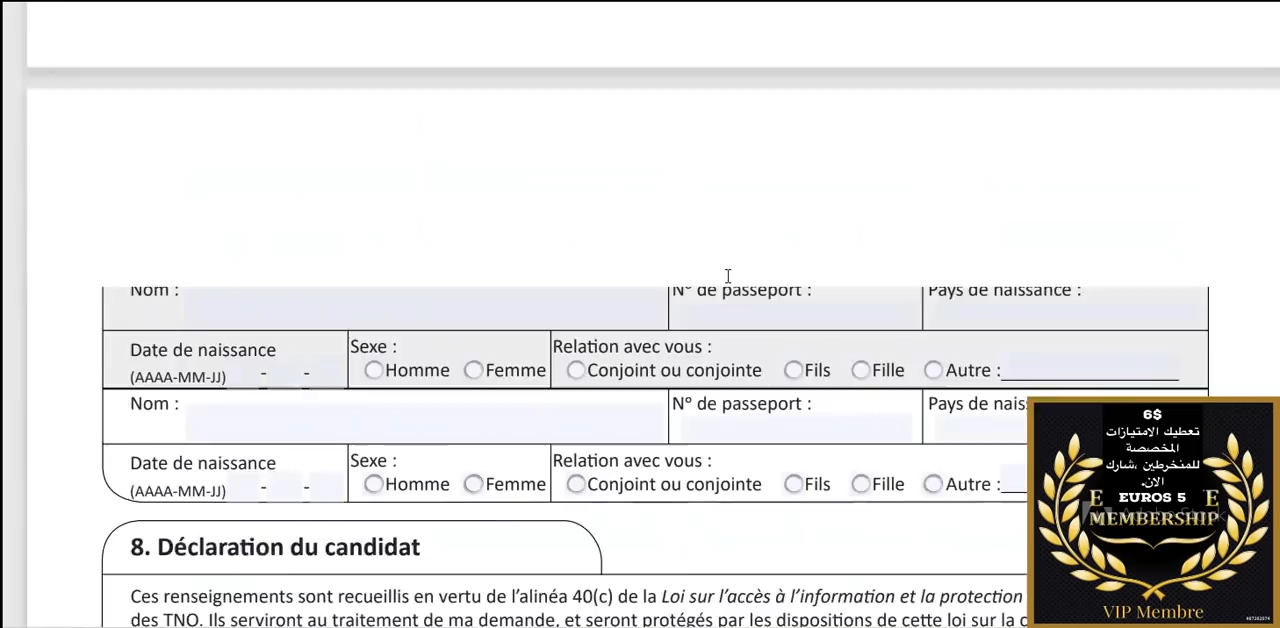 Nom :
N° de passeport :
Pays de naissance :
Date de naissance
(AAAA-MM-JJ) - -
Sexe :
Homme Femme
Relation avec vous :
Conjoint ou conjointe Fils Fille Autre :
Nom :
N° de passeport :
Pays de nais
Date de naissance
(AAAA-MM-JJ) - -
Sexe :
Homme Femme
Relation avec vous :
Conjoint ou conjointe Fils Fille Autre :
8. Déclaration du candidat
Ces renseignements sont recueillis en vertu de l'alinéa 40(c) de la Loi sur l'accès à l'information et la protection
des TNO. Ils serviront au traitement de ma demande, et seront protégés par les dispositions de cette loi sur la
6$
تعطيك الامتيازات
المخصصة
للمنخرطين ،شارك
الان.
E EUROS 5 E
MEMBERSHIP
VIP Membre